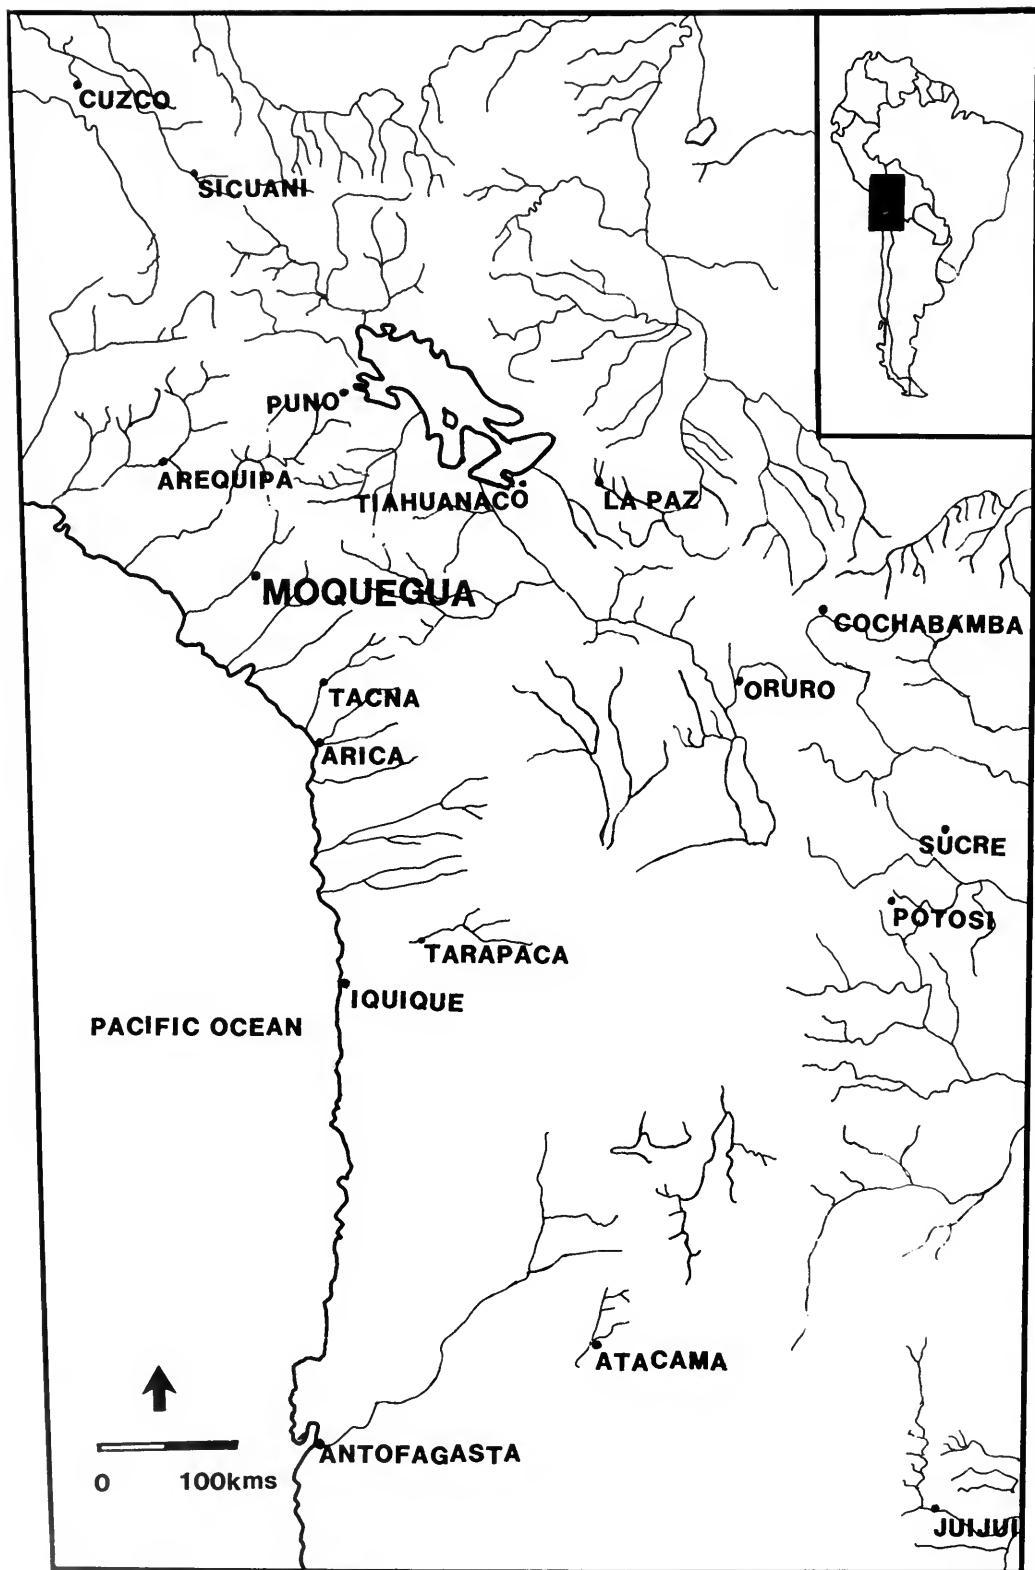 CUZCO
SICUANI
PUNO
AREQUIPA
TIAHUANACO
LA PAZ
MOQUEGUA
COCHABAMBA
TACNA
ORURO
ARICA
SUCRE
POTOSI
TARAPACA
IQUIQUE
PACIFIC OCEAN
ATACAMA
ANTOFAGASTA
0 100kms
JUIJUI